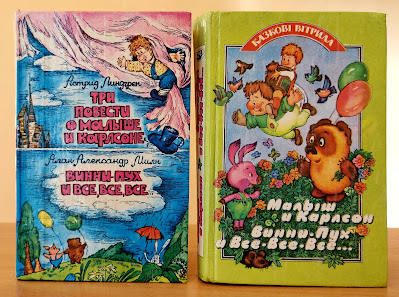 Астрид Линдгрен
ТРИ
ПОВЕСТИ
О МАЛЫШЕ
И КАРЛСОНЕ
Алан Александр Милн
ВИННИ-ПУХ
И ВСЕ, ВСЕ, ВСЕ
КАЗКОВІ ВІТРИЛА
Малыш
и Карлсон
Винни-Пух
и Все-Все-Всё...